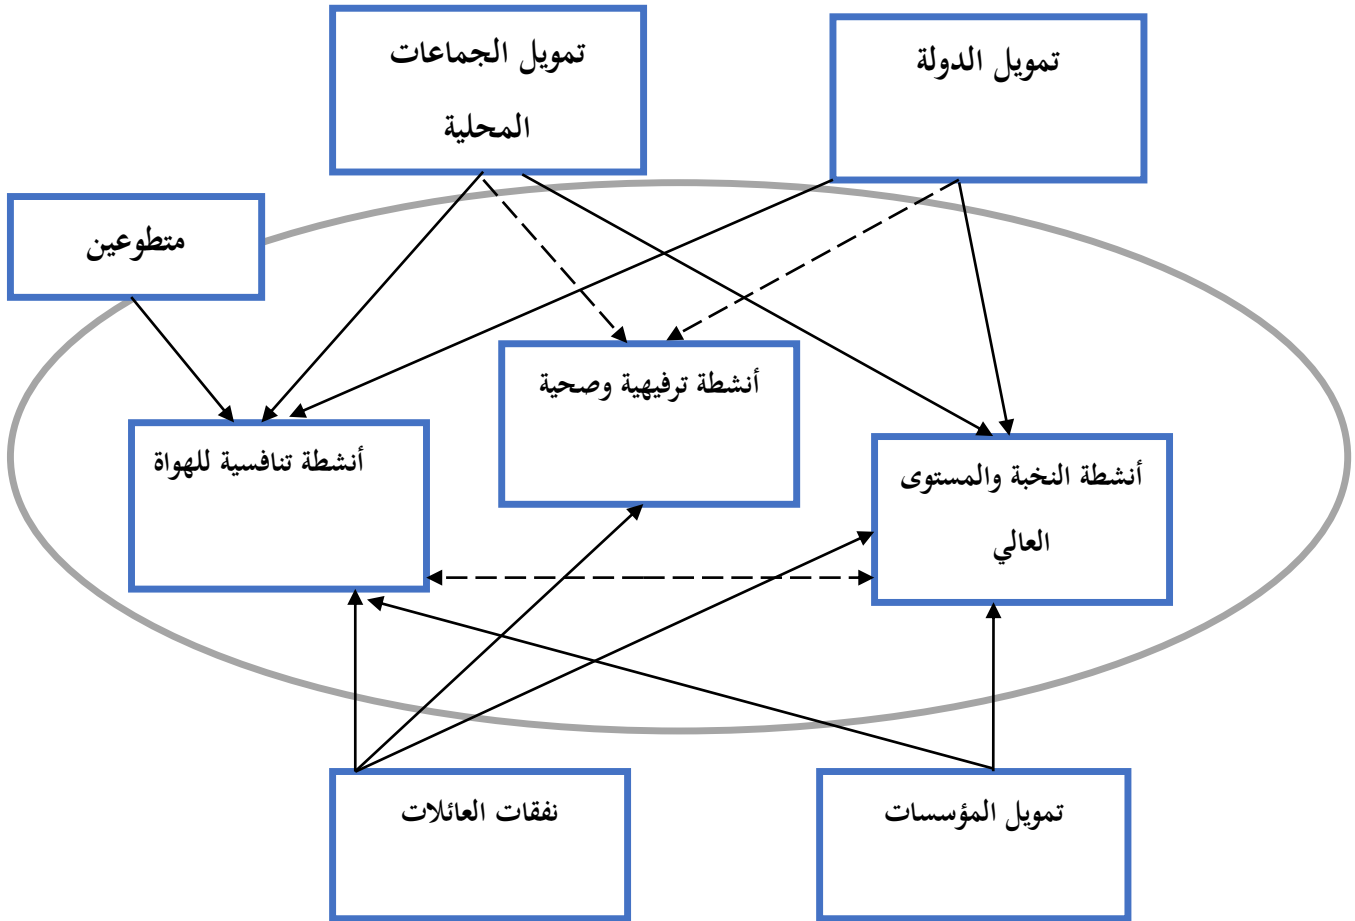 تمويل الدولة
تمويل الجماعات
المحلية
متطوعين
أنشطة ترفيهية وصحية
أنشطة تنافسية للهواة
أنشطة النخبة والمستوى
العالي
تمويل المؤسسات
نفقات العائلات